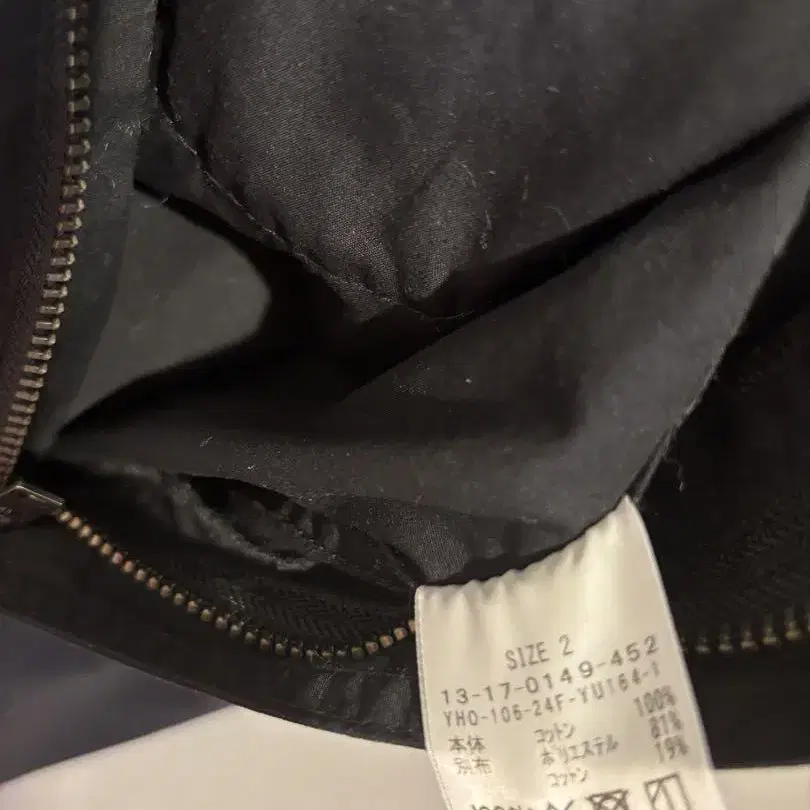 SIZE 2
13-17-0149-452
YHO-106-24F-YU164-1
本体 コットン 100%
別布 ポリエステル 81%
コットン 19%